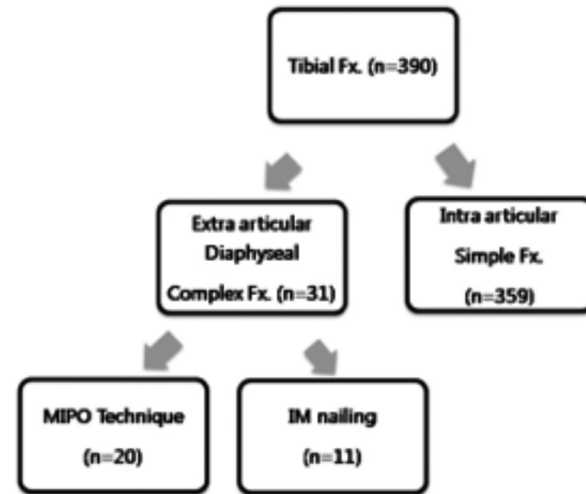 Tibial Fx. (n=390)
Extra articular
Diaphyseal
Complex Fx. (n=31)
Intra articular
Simple Fx.
(n=359)
MIPO Technique
(n=20)
IM nailing
(n=11)